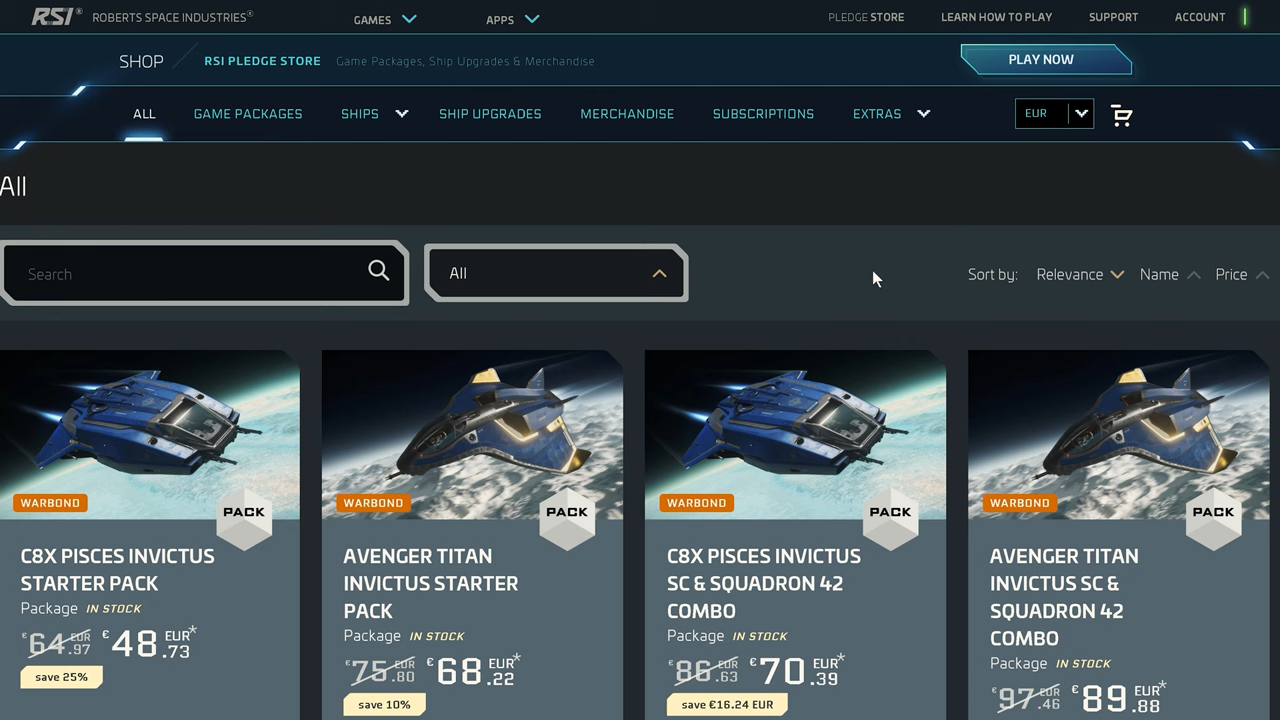 RSI® ROBERTS SPACE INDUSTRIES® GAMES APPS PLEDGE STORE LEARN HOW TO PLAY SUPPORT ACCOUNT
SHOP RSI PLEDGE STORE Game Packages, Ship Upgrades & Merchandise PLAY NOW
ALL GAME PACKAGES SHIPS SHIP UPGRADES MERCHANDISE SUBSCRIPTIONS EXTRAS EUR
All
Search All Sort by: Relevance Name Price
WARBOND
PACK
C8X PISCES INVICTUS
STARTER PACK
Package IN STOCK
€64.97 EUR €48.73 EUR*
save 25%
WARBOND
PACK
AVENGER TITAN
INVICTUS STARTER
PACK
Package IN STOCK
€75.80 EUR €68.22 EUR*
save 10%
WARBOND
PACK
C8X PISCES INVICTUS
SC & SQUADRON 42
COMBO
Package IN STOCK
€86.63 EUR €70.39 EUR*
save €16.24 EUR
WARBOND
PACK
AVENGER TITAN
INVICTUS SC &
SQUADRON 42
COMBO
Package IN STOCK
€97.46 EUR €89.88 EUR*